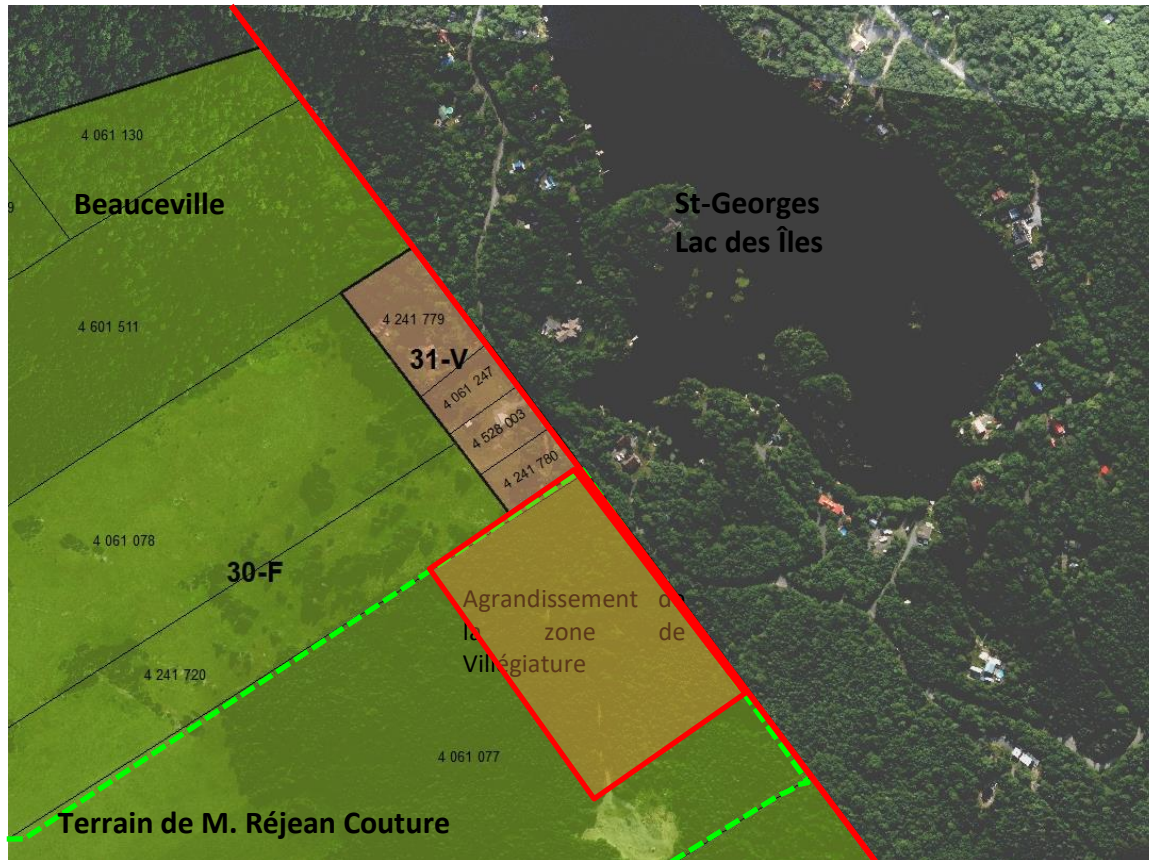 4 061 130
Beauceville
9
St-Georges
Lac des Îles
4 601 511
4 241 779
31-V
4 061 247
4 528 003
4 241 780
4 061 078
30-F
Agrandissement de
la zone de
Villégiature
4 241 720
4 061 077
Terrain de M. Réjean Couture